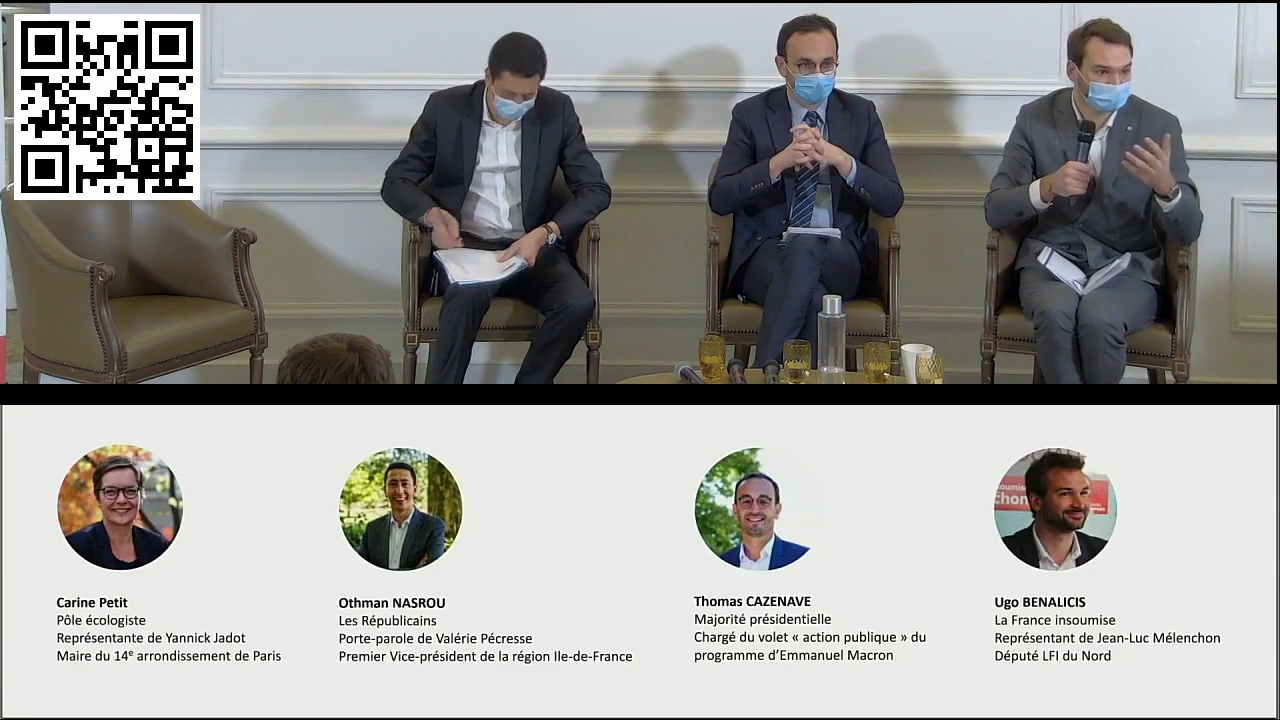 Carine Petit
Pôle écologiste
Représentante de Yannick Jadot
Maire du 14e arrondissement de Paris
Othman NASROU
Les Républicains
Porte-parole de Valérie Pécresse
Premier Vice-président de la région Ile-de-France
Thomas CAZENAVE
Majorité présidentielle
Chargé du volet « action publique » du
programme d’Emmanuel Macron
Ugo BENALICIS
La France insoumise
Représentant de Jean-Luc Mélenchon
Député LFI du Nord